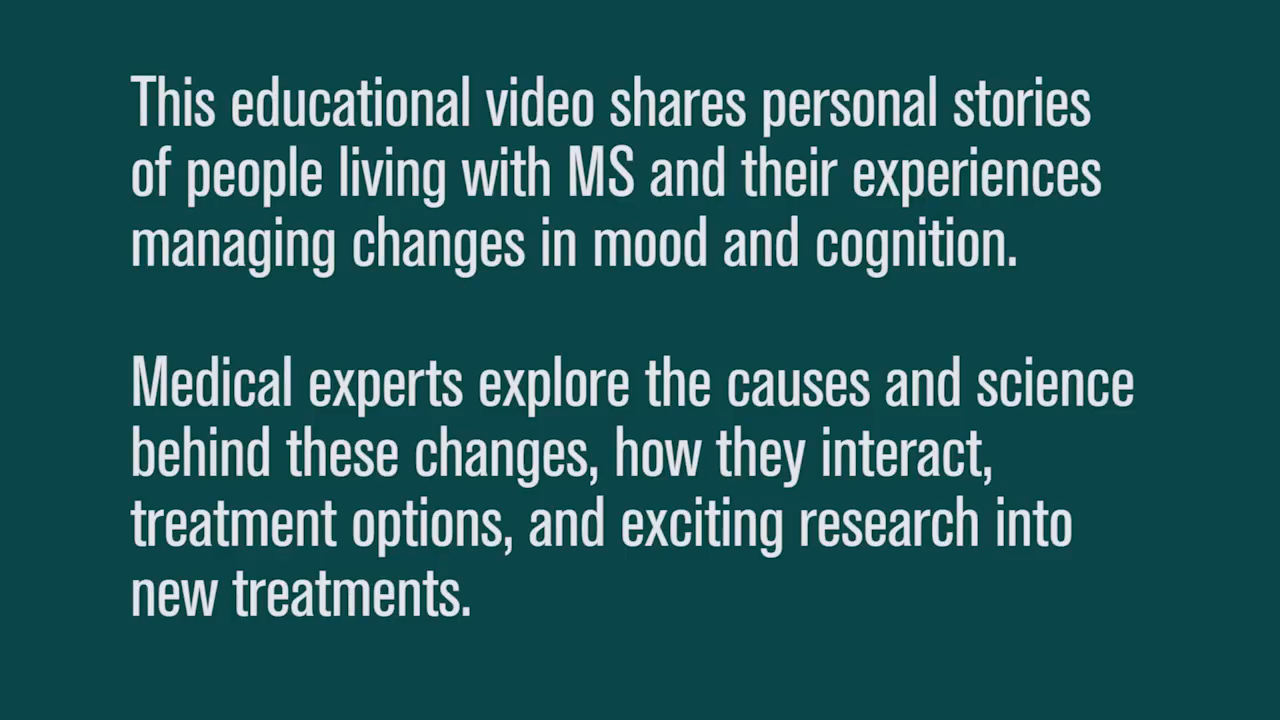 This educational video shares personal stories
of people living with MS and their experiences
managing changes in mood and cognition.
Medical experts explore the causes and science
behind these changes, how they interact,
treatment options, and exciting research into
new treatments.